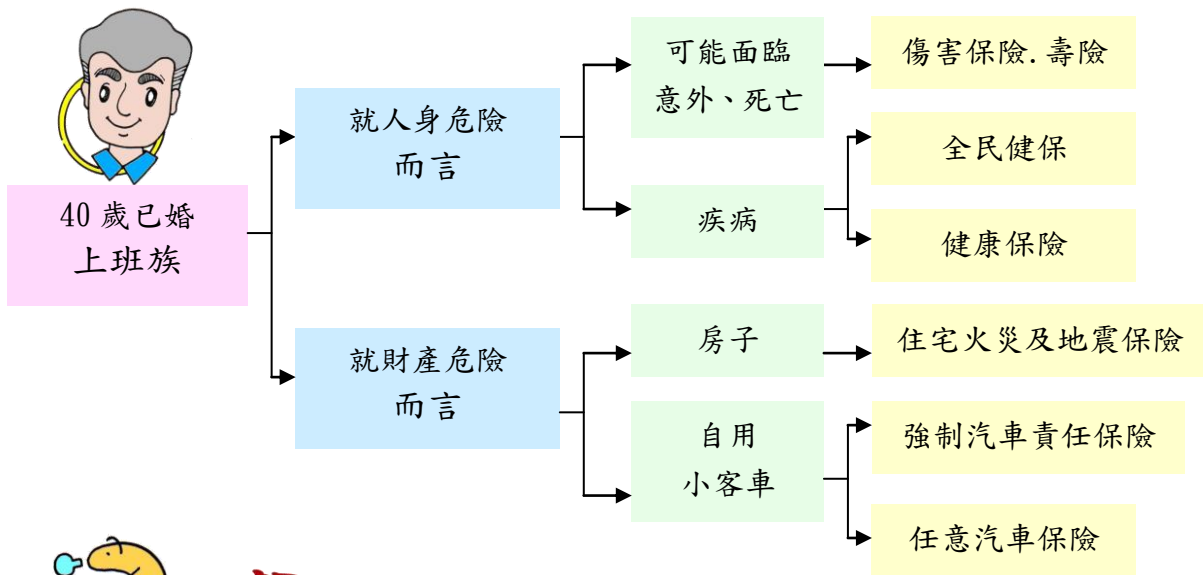 40 歲已婚
上班族
就人身危險
而言
可能面臨
意外、死亡
傷害保險.壽險
疾病
全民健保
健康保險
就財產危險
而言
房子
住宅火災及地震保險
自用
小客車
強制汽車責任保險
任意汽車保險